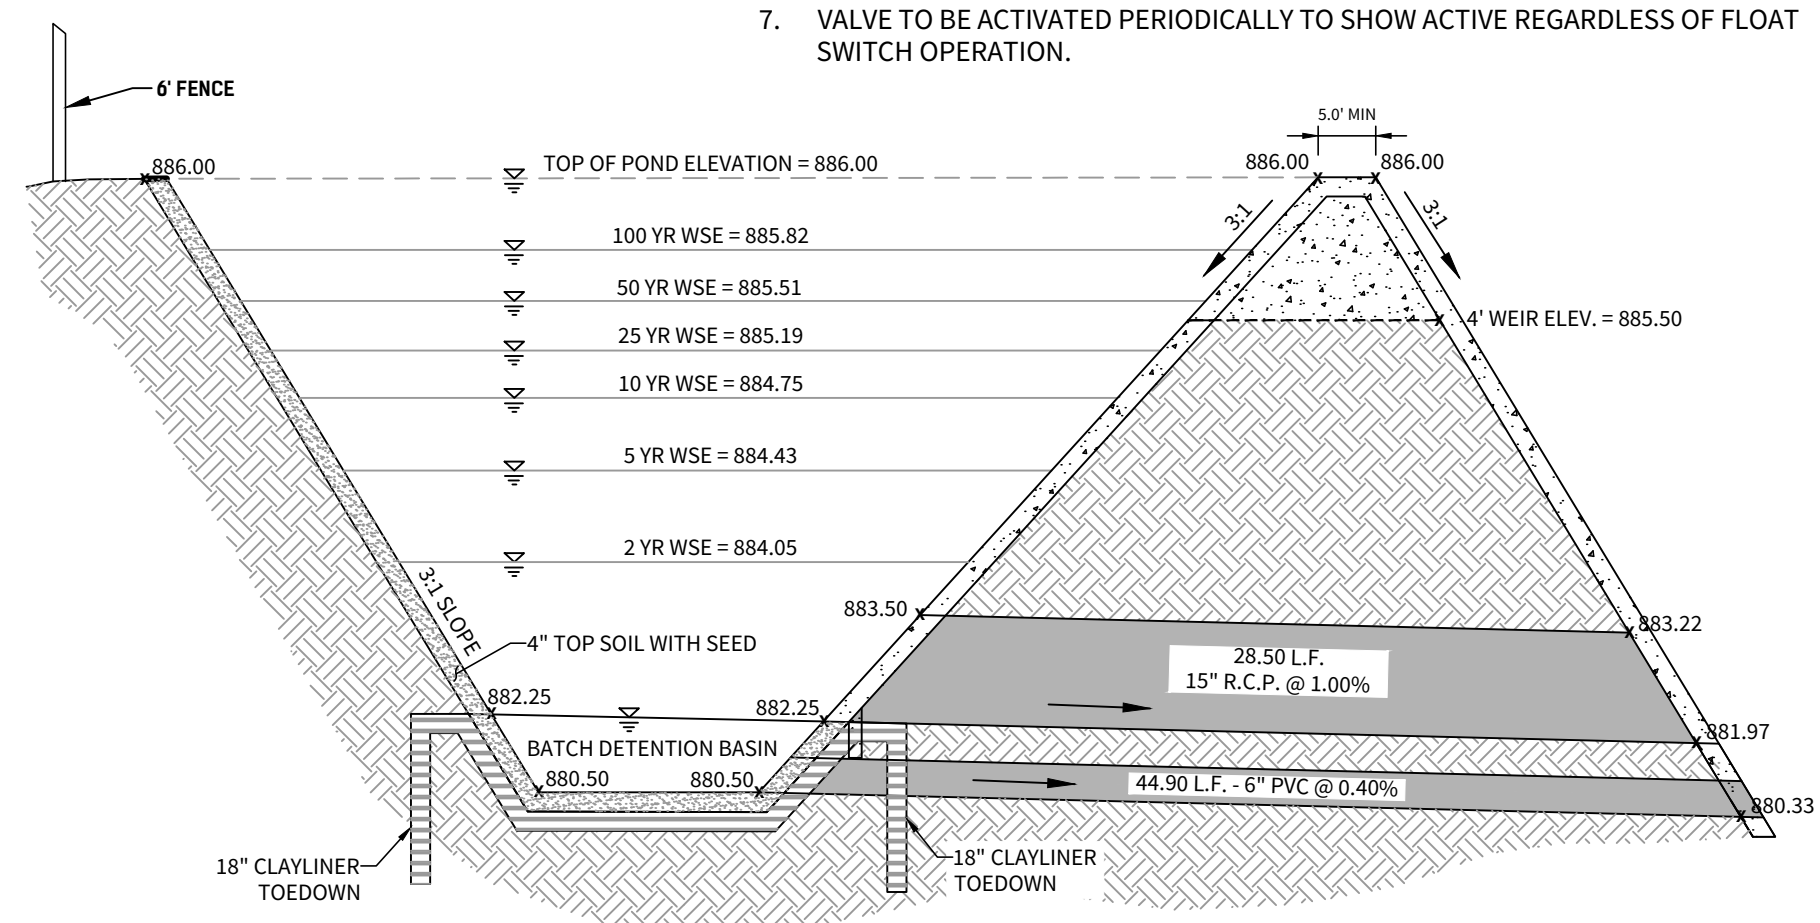 7. VALVE TO BE ACTIVATED PERIODICALLY TO SHOW ACTIVE REGARDLESS OF FLOAT
SWITCH OPERATION.
6' FENCE
5.0' MIN
886.00
TOP OF POND ELEVATION = 886.00
886.00
886.00
3:1
3:1
100 YR WSE = 885.82
50 YR WSE = 885.51
4' WEIR ELEV. = 885.50
25 YR WSE = 885.19
10 YR WSE = 884.75
5 YR WSE = 884.43
2 YR WSE = 884.05
3:1 SLOPE
883.50
883.22
4" TOP SOIL WITH SEED
28.50 L.F.
15" R.C.P. @ 1.00%
882.25
882.25
881.97
BATCH DETENTION BASIN
880.50
880.50
44.90 L.F. - 6" PVC @ 0.40%
880.33
18" CLAYLINER
TOEDOWN
18" CLAYLINER
TOEDOWN